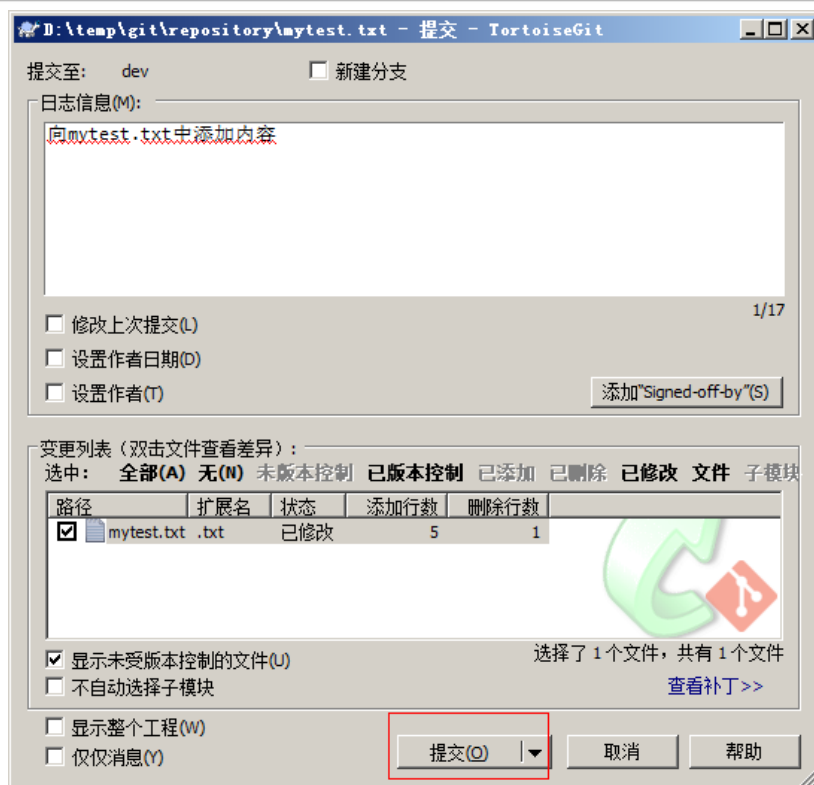 D:\temp\git\repository\mytest.txt - 提交 - TortoiseGit
提交至: dev 新建分支
日志信息(M):
向mytest.txt中添加内容
1/17
修改上次提交(L)
设置作者日期(D)
设置作者(T) 添加"Signed-off-by"(S)
变更列表（双击文件查看差异）:
选中: 全部(A) 无(N) 未版本控制 已版本控制 已添加 已删除 已修改 文件 子模块
路径 扩展名 状态 添加行数 删除行数
mytest.txt .txt 已修改 5 1
显示未受版本控制的文件(U) 选择了 1 个文件，共有 1 个文件
不自动选择子模块 查看补丁>>
显示整个工程(W)
仅仅消息(Y) 提交(O) 取消 帮助